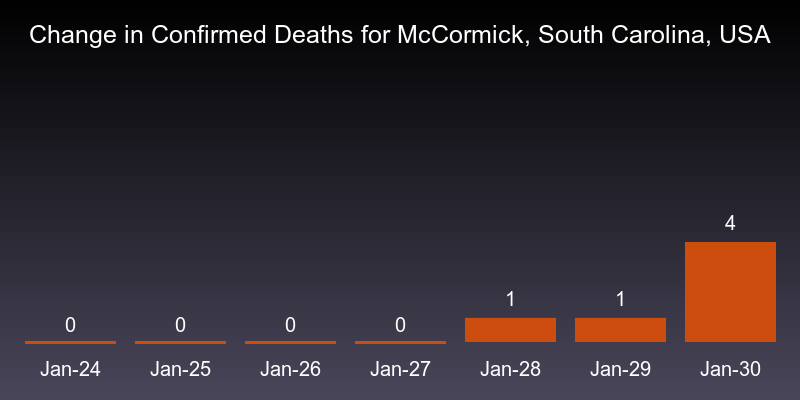 Change in Confirmed Deaths for McCormick, South Carolina, USA
4
1 1
0 0 0 0
Jan-24 Jan-25 Jan-26 Jan-27 Jan-28 Jan-29 Jan-30